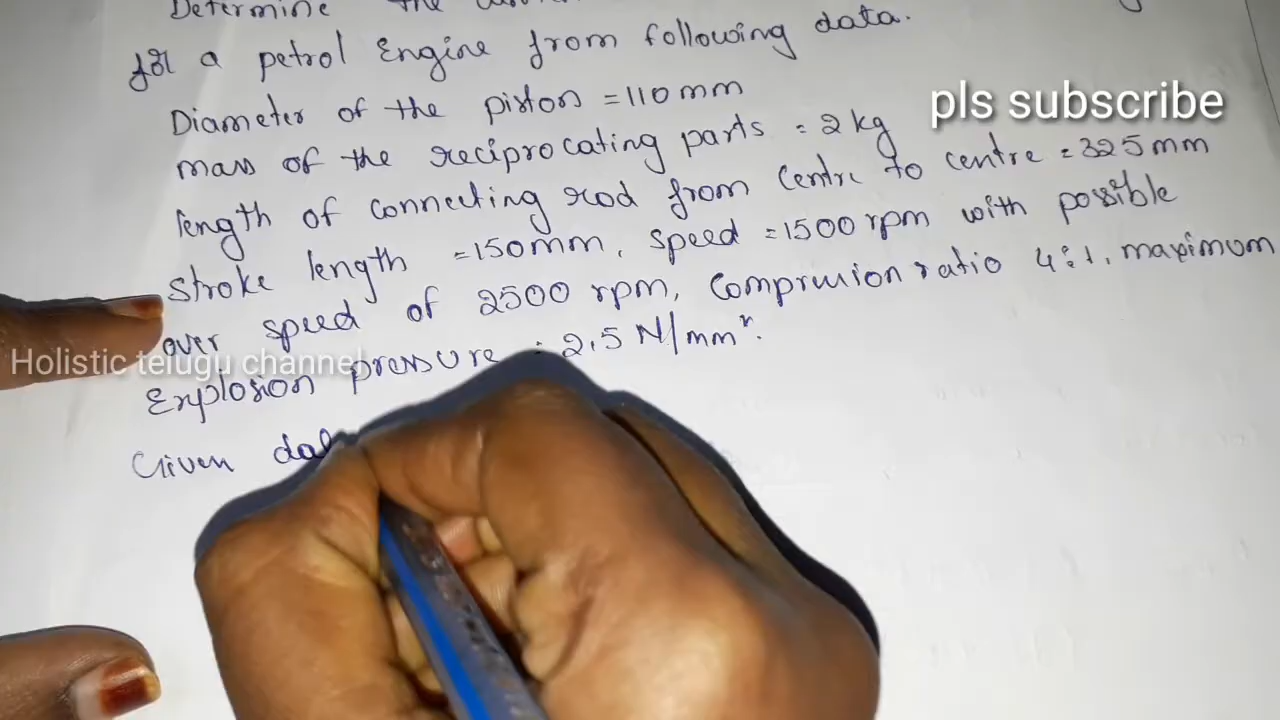 Determine the
for a petrol Engine from following data.
Diameter of the piston = 110 mm
pls subscribe
mass of the reciprocating parts = 2 kg
length of connecting rod from centre to centre = 325 mm
stroke length = 150mm, speed = 1500 rpm with possible
over speed of 2500 rpm, compression ratio 4:1, maximum
Holistic telugu channel
Explosion pressure : 2.5 N/mm².
Given